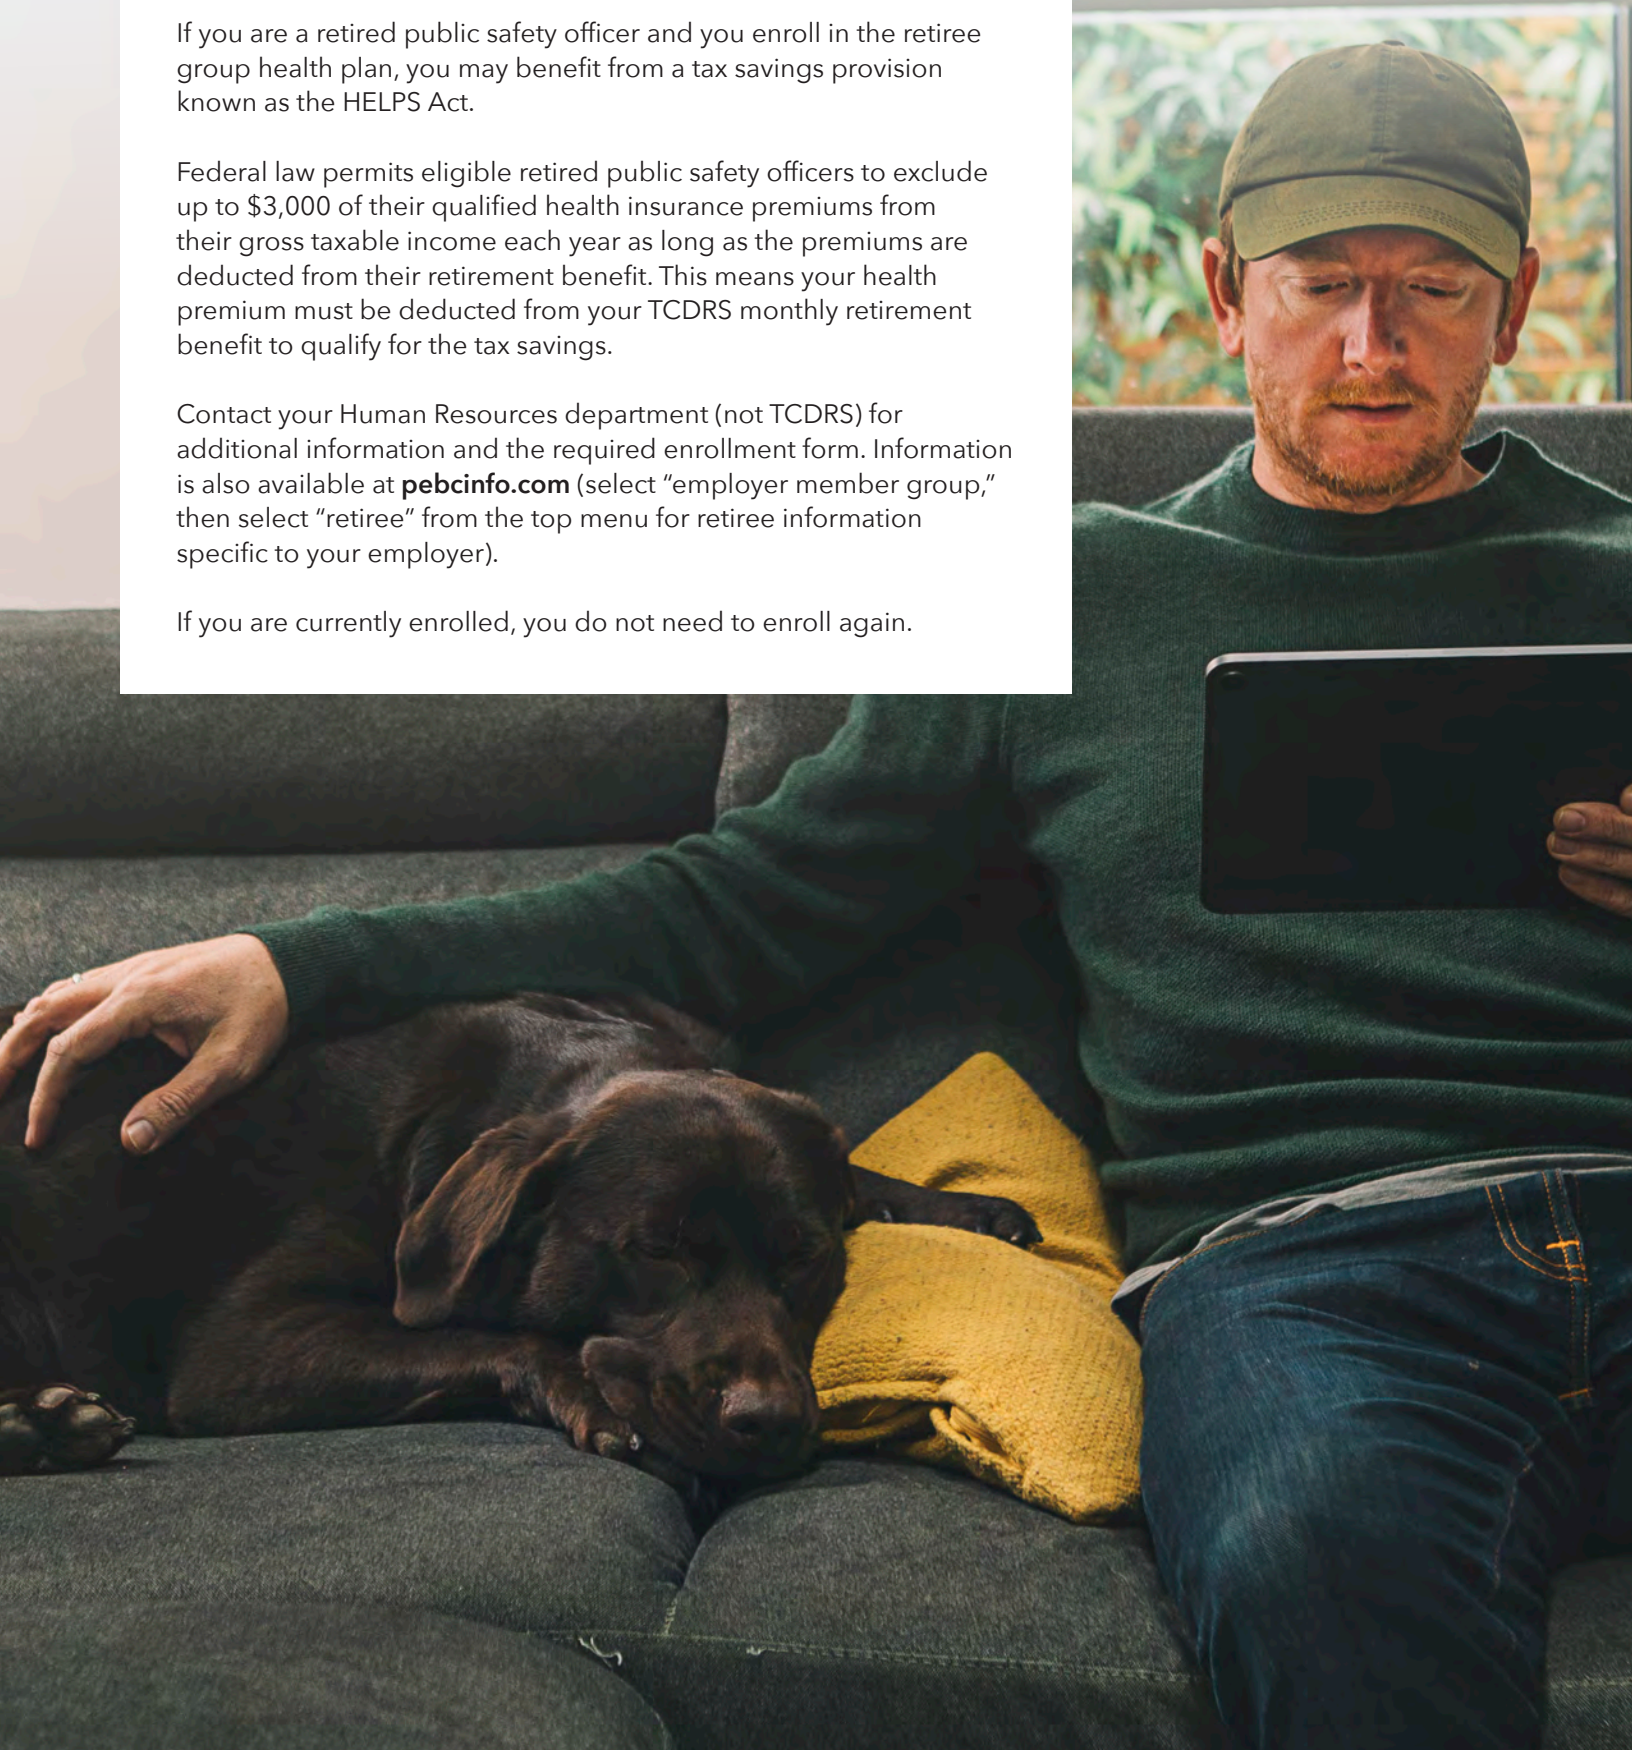 If you are a retired public safety officer and you enroll in the retiree
group health plan, you may benefit from a tax savings provision
known as the HELPS Act.
Federal law permits eligible retired public safety officers to exclude
up to $3,000 of their qualified health insurance premiums from
their gross taxable income each year as long as the premiums are
deducted from their retirement benefit. This means your health
premium must be deducted from your TCDRS monthly retirement
benefit to qualify for the tax savings.
Contact your Human Resources department (not TCDRS) for
additional information and the required enrollment form. Information
is also available at pebcinfo.com (select “employer member group,”
then select “retiree” from the top menu for retiree information
specific to your employer).
If you are currently enrolled, you do not need to enroll again.